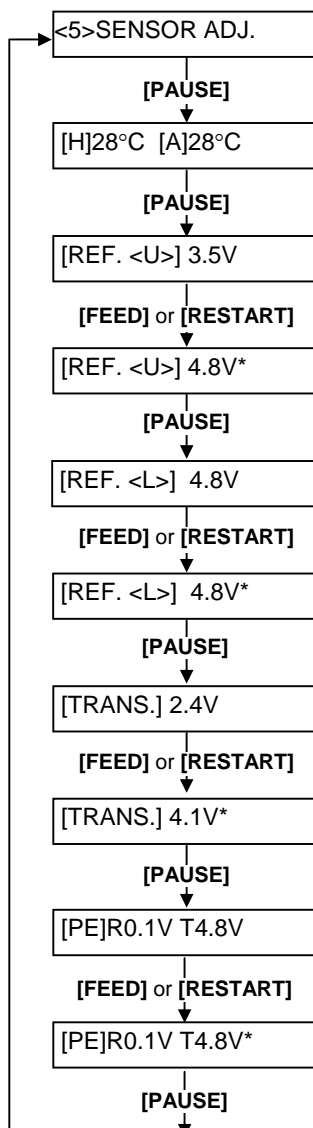 <5>SENSOR ADJ.
[PAUSE]
[H]28°C [A]28°C
[PAUSE]
[REF. <U>] 3.5V
[FEED] or [RESTART]
[REF. <U>] 4.8V*
[PAUSE]
[REF. <L>] 4.8V
[FEED] or [RESTART]
[REF. <L>] 4.8V*
[PAUSE]
[TRANS.] 2.4V
[FEED] or [RESTART]
[TRANS.] 4.1V*
[PAUSE]
[PE]R0.1V T4.8V
[FEED] or [RESTART]
[PE]R0.1V T4.8V*
[PAUSE]